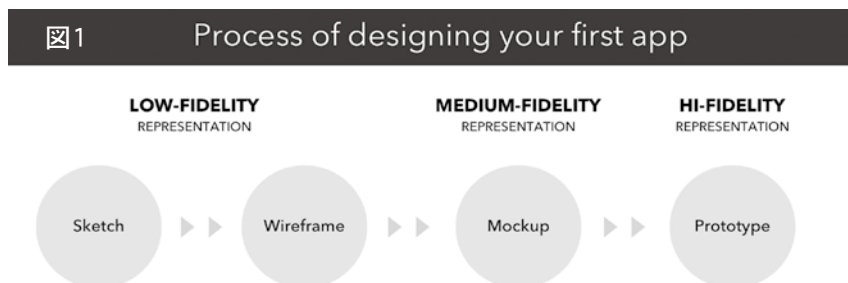 図1 Process of designing your first app
LOW-FIDELITY MEDIUM-FIDELITY HI-FIDELITY
REPRESENTATION REPRESENTATION REPRESENTATION
Sketch Wireframe Mockup Prototype